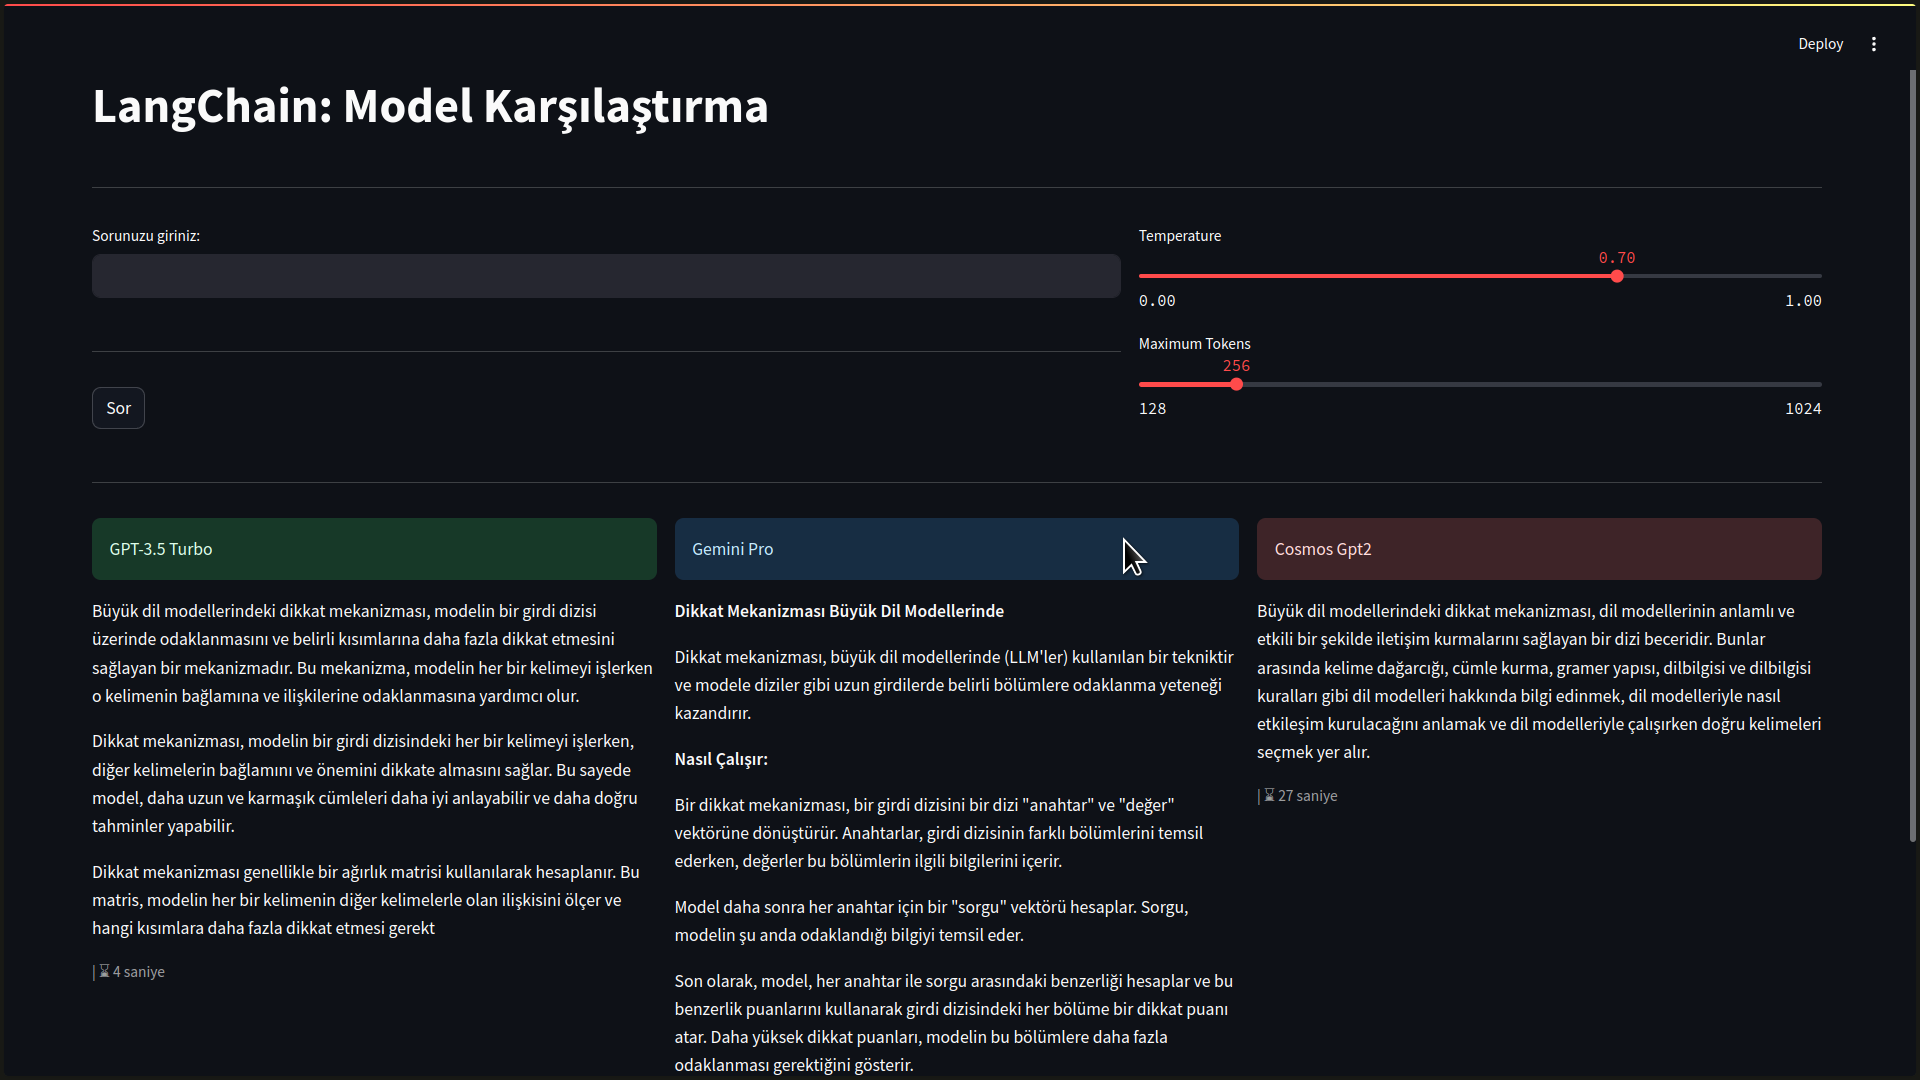 Deploy
LangChain: Model Karşılaştırma
Sorunuzu giriniz:
Sor
Temperature
0.70
0.00
1.00
Maximum Tokens
256
128
1024
GPT-3.5 Turbo
Büyük dil modellerindeki dikkat mekanizması, modelin bir girdi dizisi
üzerinde odaklanmasını ve belirli kısımlarına daha fazla dikkat etmesini
sağlayan bir mekanizmadır. Bu mekanizma, modelin her bir kelimeyi işlerken
o kelimenin bağlamına ve ilişkilerine odaklanmasına yardımcı olur.
Dikkat mekanizması, modelin bir girdi dizisindeki her bir kelimeyi işlerken,
diğer kelimelerin bağlamını ve önemini dikkate almasını sağlar. Bu sayede
model, daha uzun ve karmaşık cümleleri daha iyi anlayabilir ve daha doğru
tahminler yapabilir.
Dikkat mekanizması genellikle bir ağırlık matrisi kullanılarak hesaplanır. Bu
matris, modelin her bir kelimenin diğer kelimelerle olan ilişkisini ölçer ve
hangi kısımlara daha fazla dikkat etmesi gerekt
| ⌛ 4 saniye
Gemini Pro
Dikkat Mekanizması Büyük Dil Modellerinde
Dikkat mekanizması, büyük dil modellerinde (LLM'ler) kullanılan bir tekniktir
ve modele diziler gibi uzun girdilerde belirli bölümlere odaklanma yeteneği
kazandırır.
Nasıl Çalışır:
Bir dikkat mekanizması, bir girdi dizisini bir dizi "anahtar" ve "değer"
vektörüne dönüştürür. Anahtarlar, girdi dizisinin farklı bölümlerini temsil
ederken, değerler bu bölümlerin ilgili bilgilerini içerir.
Model daha sonra her anahtar için bir "sorgu" vektörü hesaplar. Sorgu,
modelin şu anda odaklandığı bilgiyi temsil eder.
Son olarak, model, her anahtar ile sorgu arasındaki benzerliği hesaplar ve bu
benzerlik puanlarını kullanarak girdi dizisindeki her bölüme bir dikkat puanı
atar. Daha yüksek dikkat puanları, modelin bu bölümlere daha fazla
odaklanması gerektiğini gösterir.
Cosmos Gpt2
Büyük dil modellerindeki dikkat mekanizması, dil modellerinin anlamlı ve
etkili bir şekilde iletişim kurmalarını sağlayan bir dizi beceridir. Bunlar
arasında kelime dağarcığı, cümle kurma, gramer yapısı, dilbilgisi ve dilbilgisi
kuralları gibi dil modelleri hakkında bilgi edinmek, dil modelleriyle nasıl
etkileşim kurulacağını anlamak ve dil modelleriyle çalışırken doğru kelimeleri
seçmek yer alır.
| ⌛ 27 saniye